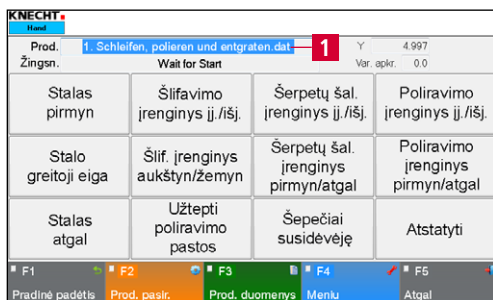 KNECHT
Hand
Prod. 1. Schleifen, polieren und entgraten.dat 1 Y 4.997
Žingsn. Wait for Start Var. apkr. 0.0
Stalas
pirmyn
Šlifavimo
įrenginys įj./išj.
Šerpetų šal.
įrenginys įj./išj.
Poliravimo
įrenginys įj./išj.
Stalo
greitoji eiga
Šlif. įrenginys
aukštyn/žemyn
Šerpetų šal.
įrenginys
pirmyn/atgal
Poliravimo
įrenginys
pirmyn/atgal
Stalas
atgal
Užtepti
poliravimo
pastos
Šepečiai
susidėvėję
Atstatyti
F1 F2 F3 F4 F5
Pradinė padėtis Prod. pasir. Prod. duomenys Meniu Atgal